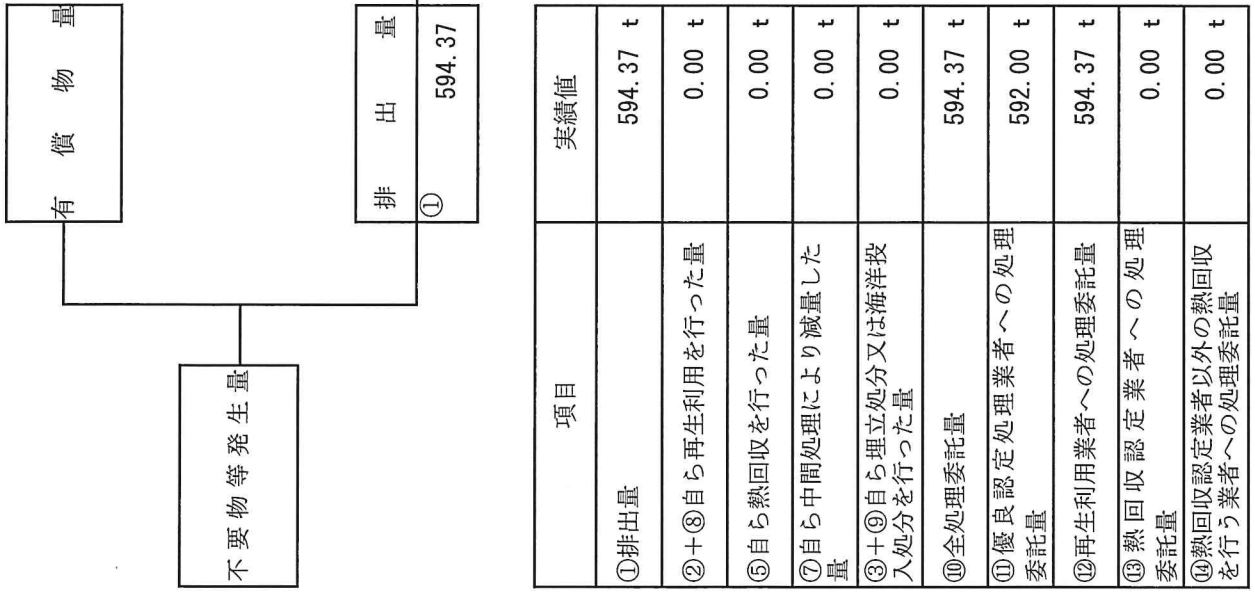 不要物等発生量
有償物量
排出量
①
594.37
項目
実績値
①排出量
594.37 t
②+⑧自ら再生利用を行った量
0.00 t
⑤自ら熱回収を行った量
0.00 t
⑦自ら中間処理により減量した
量
0.00 t
③+⑨自ら埋立処分又は海洋投
入処分を行った量
0.00 t
⑩全処理委託量
594.37 t
⑪優良認定処理業者への処理
委託量
592.00 t
⑫再生利用業者への処理委託量
594.37 t
⑬熱回収認定業者への処理
委託量
0.00 t
⑭熱回収認定業者以外の熱回収
を行う業者への処理委託量
0.00 t